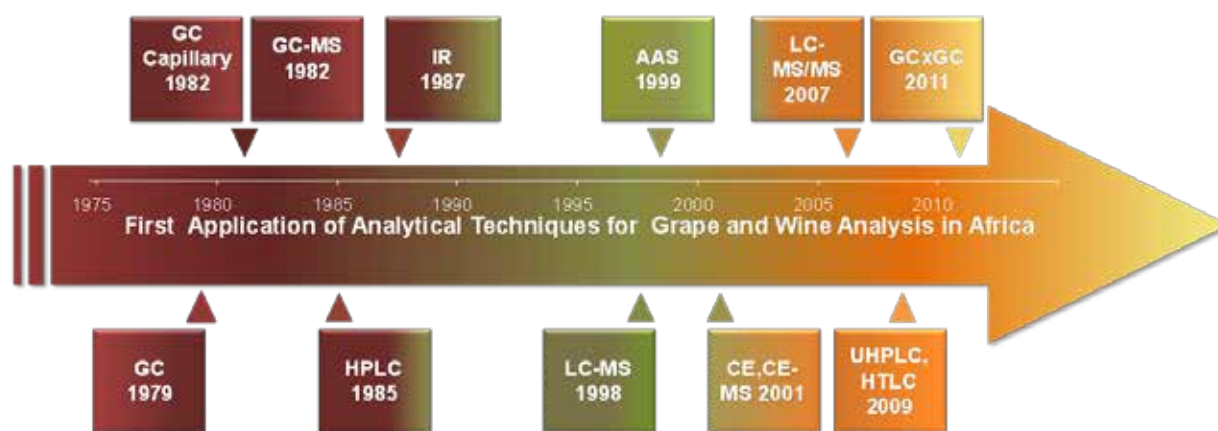 GC
Capillary
1982
GC-MS
1982
IR
1987
AAS
1999
LC-
MS/MS
2007
GCxGC
2011
1975 1980 1985 1990 1995 2000 2005 2010
First Application of Analytical Techniques for Grape and Wine Analysis in Africa
GC
1979
HPLC
1985
LC-MS
1998
CE,CE-
MS 2001
UHPLC,
HTLC
2009